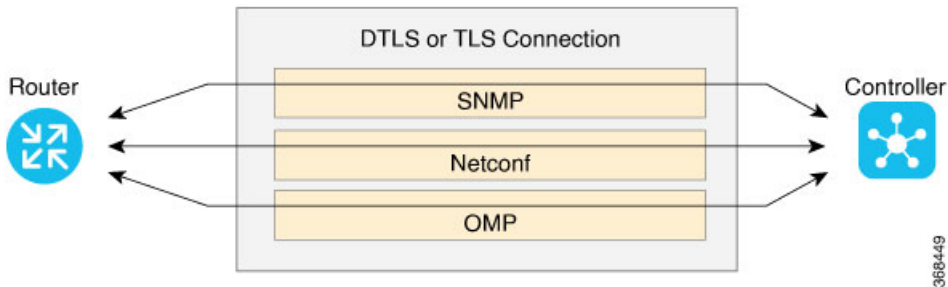 DTLS or TLS Connection
Router
Controller
SNMP
Netconf
OMP
368449